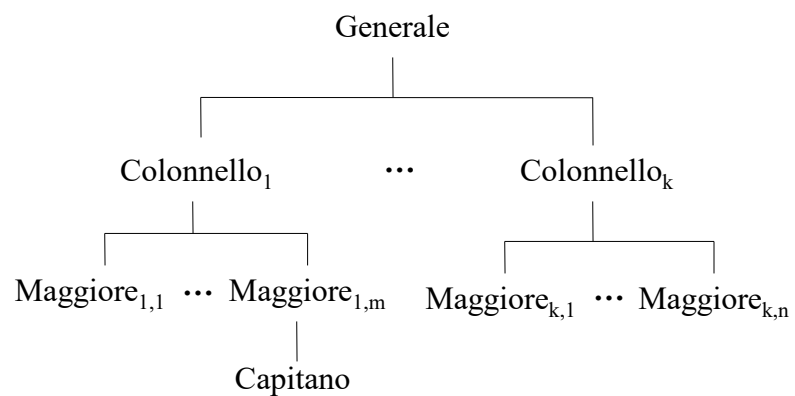 Generale
Colonnello₁ ... Colonnelloₖ
Maggiore₁,₁ ... Maggiore₁,ₘ Maggioreₖ,₁ ... Maggioreₖ,ₙ
Capitano